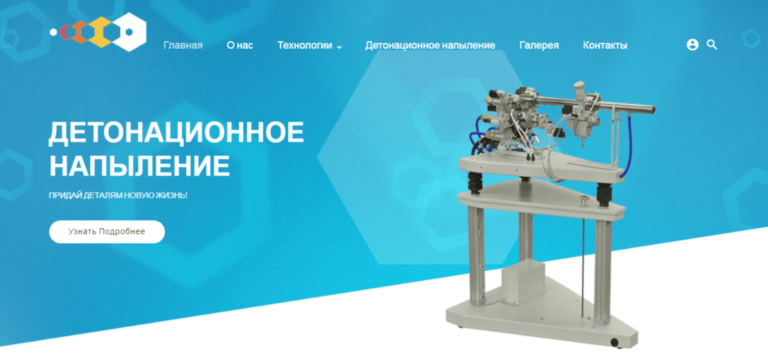 Главная О нас Технологии Детонационное напыление Галерея Контакты
ДЕТОНАЦИОННОЕ
НАПЫЛЕНИЕ
ПРИДАЙ ДЕТАЛЯМ НОВУЮ ЖИЗНЬ!
Узнать Подробнее